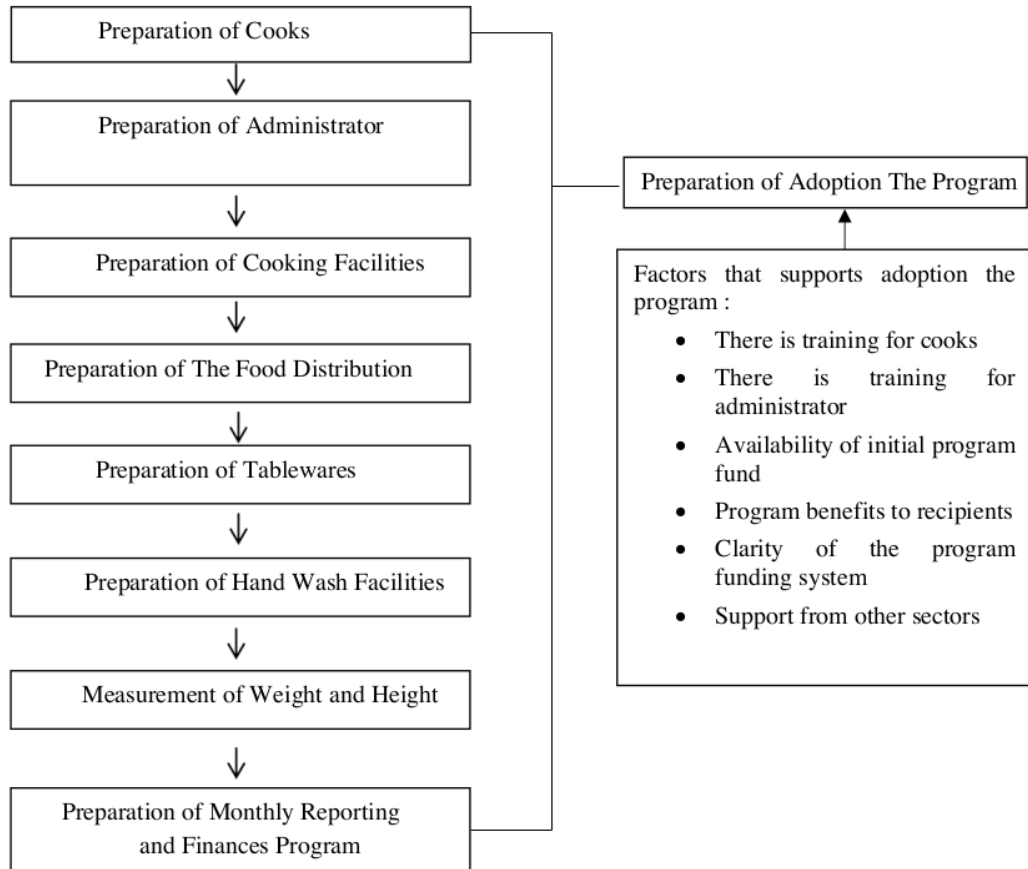 Preparation of Cooks
Preparation of Administrator
Preparation of Cooking Facilities
Preparation of The Food Distribution
Preparation of Tablewares
Preparation of Hand Wash Facilities
Measurement of Weight and Height
Preparation of Monthly Reporting
and Finances Program
Preparation of Adoption The Program
Factors that supports adoption the
program :
• There is training for cooks
• There is training for
administrator
• Availability of initial program
fund
• Program benefits to recipients
• Clarity of the program
funding system
• Support from other sectors